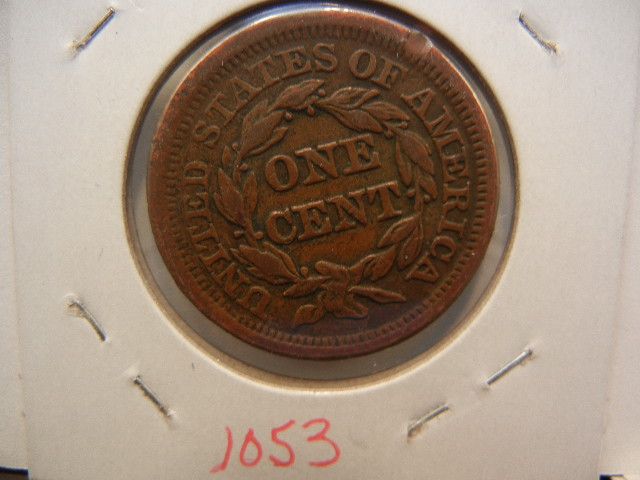 UNITED STATES OF AMERICA
ONE
CENT
1053